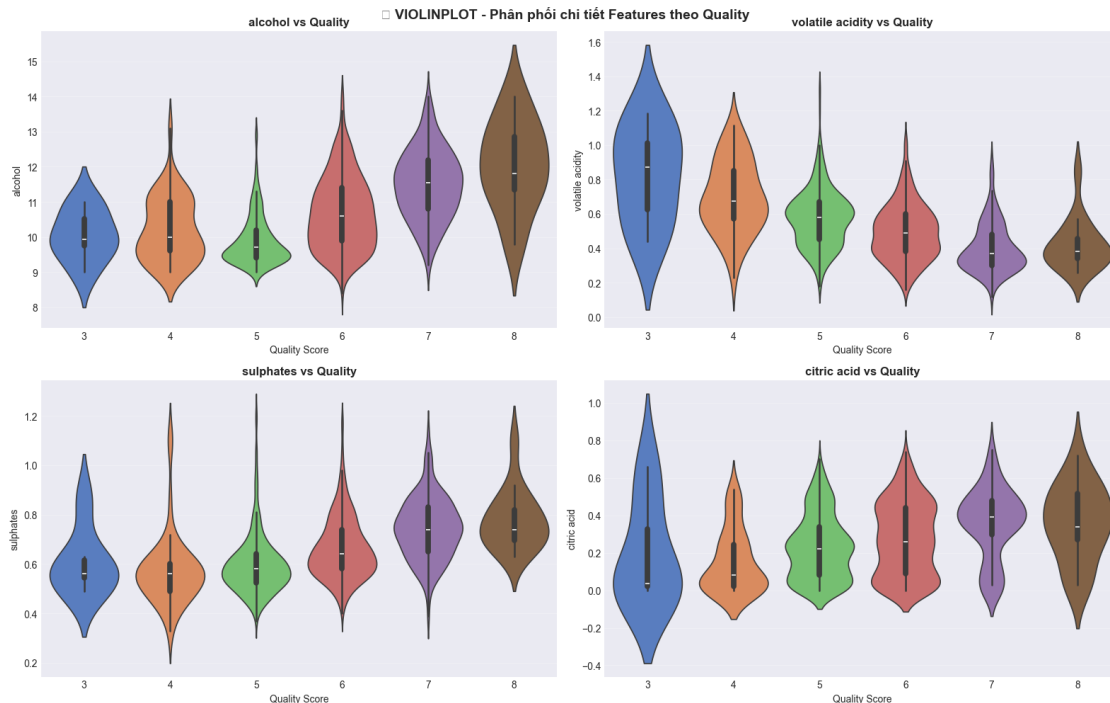 □ VIOLINPLOT - Phân phối chi tiết Features theo Quality
alcohol vs Quality
15
14
13
12
11
10
9
8
alcohol
3 4 5 6 7 8
Quality Score
volatile acidity vs Quality
1.6
1.4
1.2
1.0
0.8
0.6
0.4
0.2
0.0
volatile acidity
3 4 5 6 7 8
Quality Score
sulphates vs Quality
1.2
1.0
0.8
0.6
0.4
0.2
sulphates
3 4 5 6 7 8
Quality Score
citric acid vs Quality
1.0
0.8
0.6
0.4
0.2
0.0
−0.2
−0.4
citric acid
3 4 5 6 7 8
Quality Score